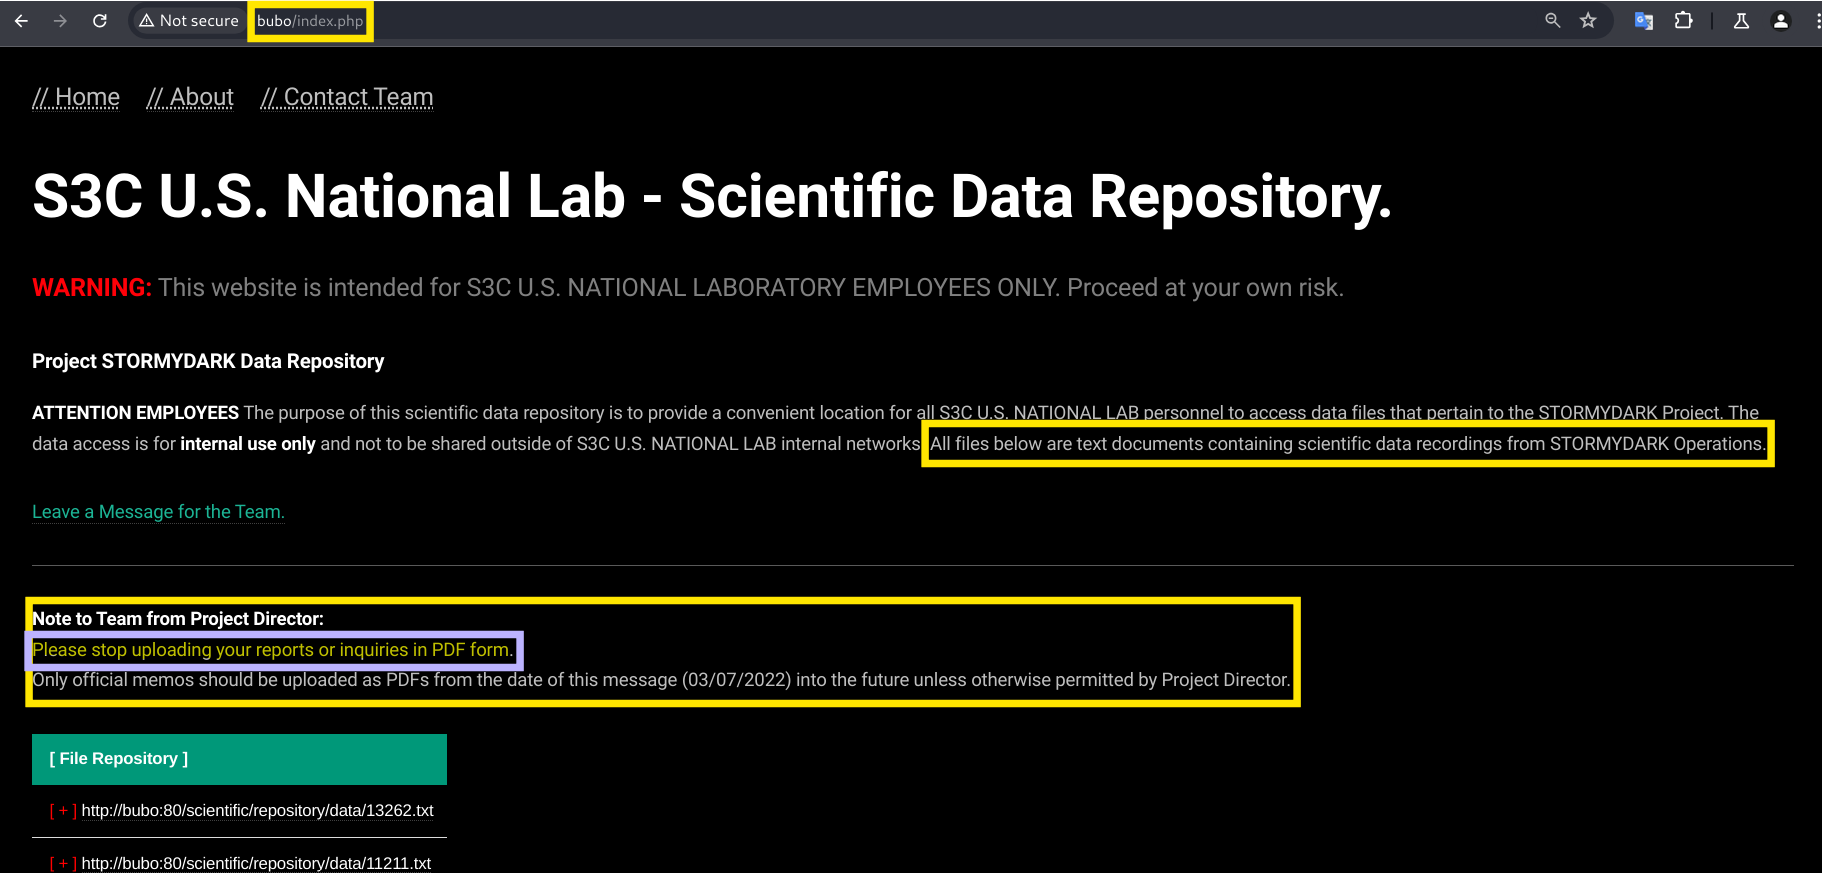 Not secure bubo/index.php
// Home // About // Contact Team
S3C U.S. National Lab - Scientific Data Repository.
WARNING: This website is intended for S3C U.S. NATIONAL LABORATORY EMPLOYEES ONLY. Proceed at your own risk.
Project STORMYDARK Data Repository
ATTENTION EMPLOYEES The purpose of this scientific data repository is to provide a convenient location for all S3C U.S. NATIONAL LAB personnel to access data files that pertain to the STORMYDARK Project. The
data access is for internal use only and not to be shared outside of S3C U.S. NATIONAL LAB internal networks. All files below are text documents containing scientific data recordings from STORMYDARK Operations.
Leave a Message for the Team.
Note to Team from Project Director:
Please stop uploading your reports or inquiries in PDF form.
Only official memos should be uploaded as PDFs from the date of this message (03/07/2022) into the future unless otherwise permitted by Project Director.
[ File Repository ]
[ + ] http://bubo:80/scientific/repository/data/13262.txt
[ + ] http://bubo:80/scientific/repository/data/11211.txt